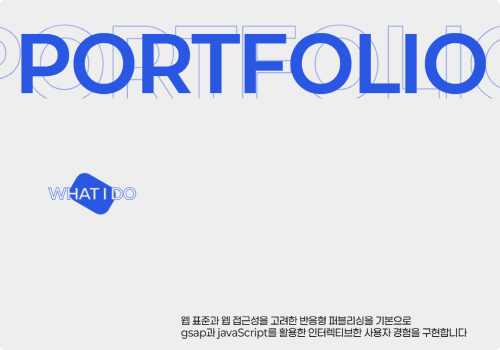 PORTFOLIO
WHAT I DO
웹 표준과 웹 접근성을 고려한 반응형 퍼블리싱을 기본으로
gsap과 javaScript를 활용한 인터렉티브한 사용자 경험을 구현합니다